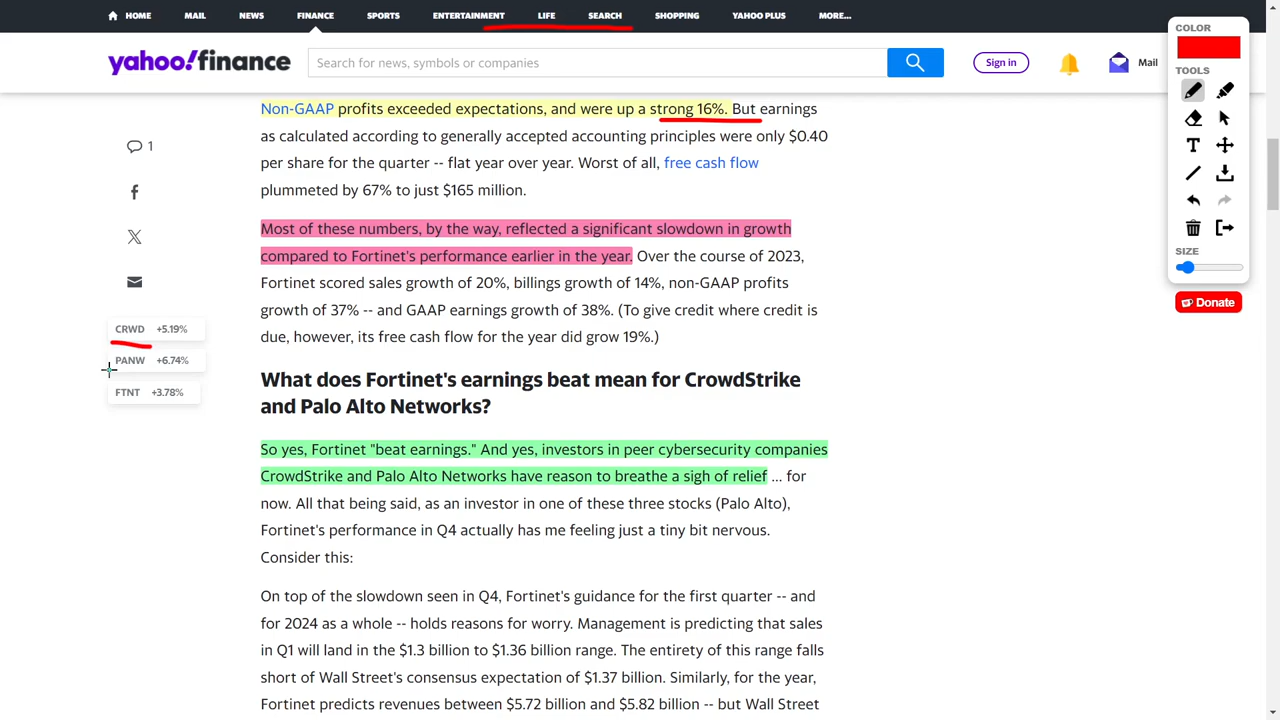 HOME MAIL NEWS FINANCE SPORTS ENTERTAINMENT LIFE SEARCH SHOPPING YAHOO PLUS MORE...
yahoo!finance Search for news, symbols or companies Sign in Mail
COLOR
TOOLS
SIZE
Donate
1
CRWD +5.19%
PANW +6.74%
FTNT +3.78%
Non-GAAP profits exceeded expectations, and were up a strong 16%. But earnings
as calculated according to generally accepted accounting principles were only $0.40
per share for the quarter -- flat year over year. Worst of all, free cash flow
plummeted by 67% to just $165 million.
Most of these numbers, by the way, reflected a significant slowdown in growth
compared to Fortinet's performance earlier in the year. Over the course of 2023,
Fortinet scored sales growth of 20%, billings growth of 14%, non-GAAP profits
growth of 37% -- and GAAP earnings growth of 38%. (To give credit where credit is
due, however, its free cash flow for the year did grow 19%.)
What does Fortinet's earnings beat mean for CrowdStrike
and Palo Alto Networks?
So yes, Fortinet "beat earnings." And yes, investors in peer cybersecurity companies
CrowdStrike and Palo Alto Networks have reason to breathe a sigh of relief ... for
now. All that being said, as an investor in one of these three stocks (Palo Alto),
Fortinet's performance in Q4 actually has me feeling just a tiny bit nervous.
Consider this:
On top of the slowdown seen in Q4, Fortinet's guidance for the first quarter -- and
for 2024 as a whole -- holds reasons for worry. Management is predicting that sales
in Q1 will land in the $1.3 billion to $1.36 billion range. The entirety of this range falls
short of Wall Street's consensus expectation of $1.37 billion. Similarly, for the year,
Fortinet predicts revenues between $5.72 billion and $5.82 billion -- but Wall Street